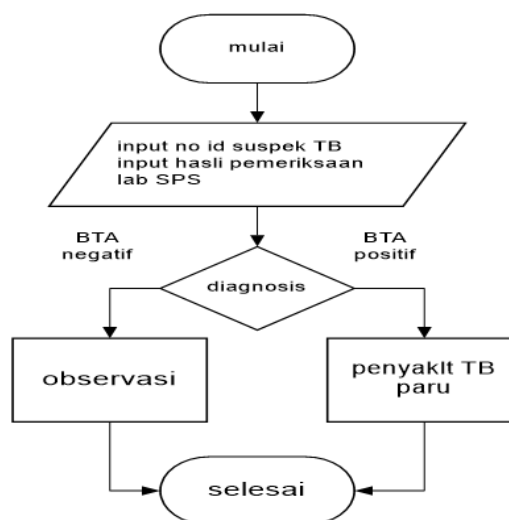 mulai
input no id suspek TB
input hasli pemeriksaan
lab SPS
BTA
negatif
BTA
positif
diagnosis
observasi
penyakIt TB
paru
selesai